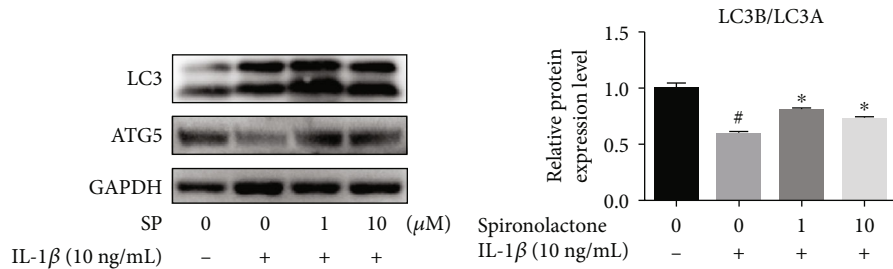 LC3
ATG5
GAPDH
SP 0 0 1 10 (μM)
IL-1β (10 ng/mL) – + + +
LC3B/LC3A
Relative protein
expression level
1.5
1.0
0.5
0.0
# * *
Spironolactone 0 0 1 10
IL-1β (10 ng/mL) – + + +